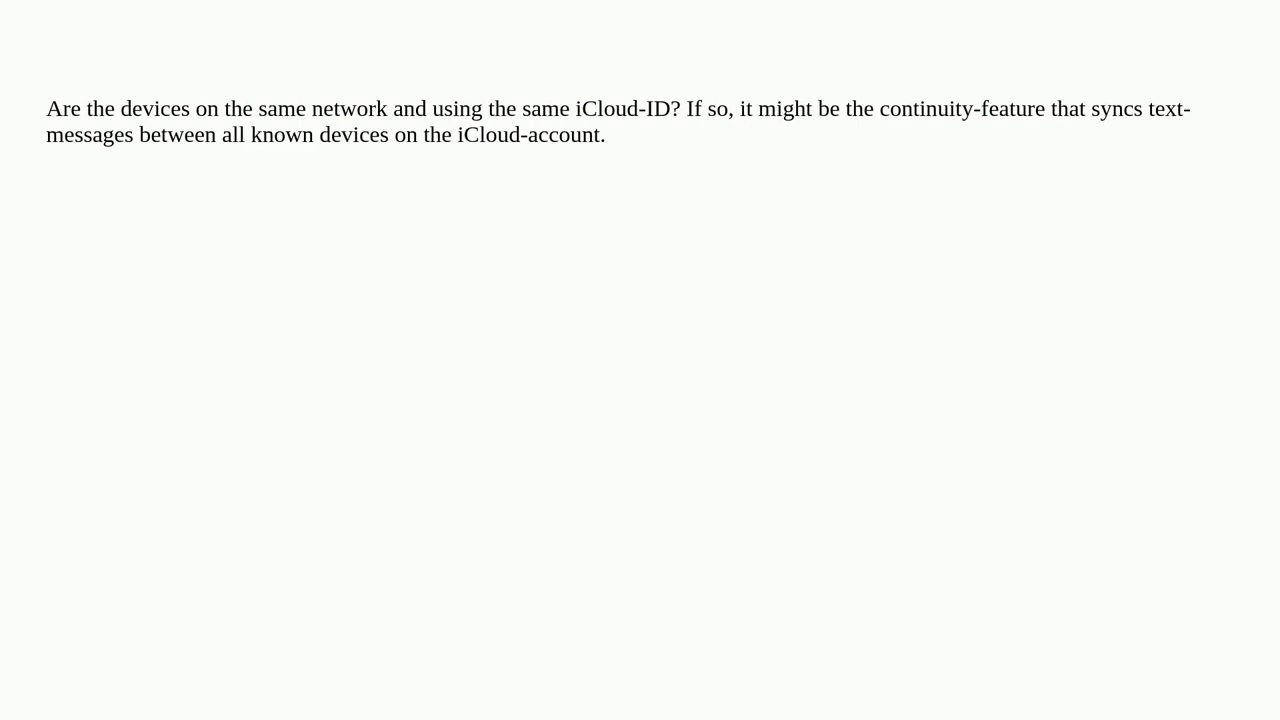 Are the devices on the same network and using the same iCloud-ID? If so, it might be the continuity-feature that syncs text-
messages between all known devices on the iCloud-account.